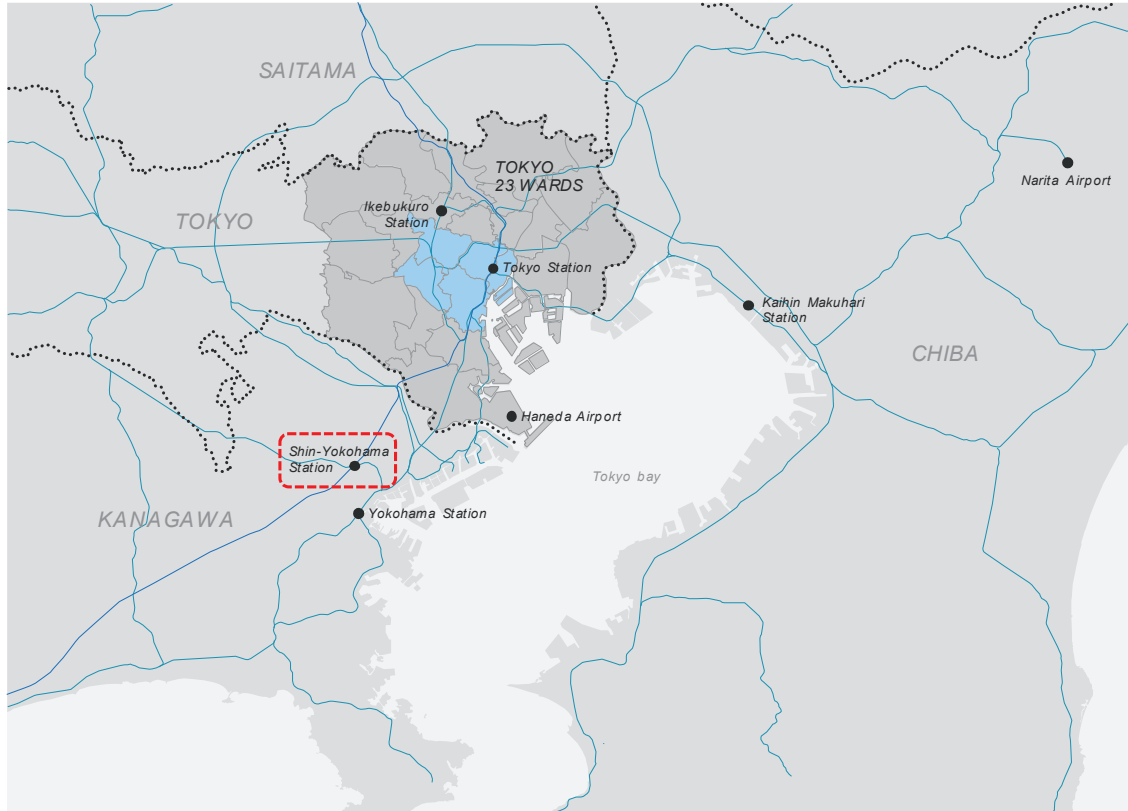 SAITAMA
TOKYO
23 WARDS
Narita Airport
Ikebukuro
Station
TOKYO
Tokyo Station
Kaihin Makuhari
Station
CHIBA
Haneda Airport
Shin-Yokohama
Station
Tokyo bay
KANAGAWA
Yokohama Station